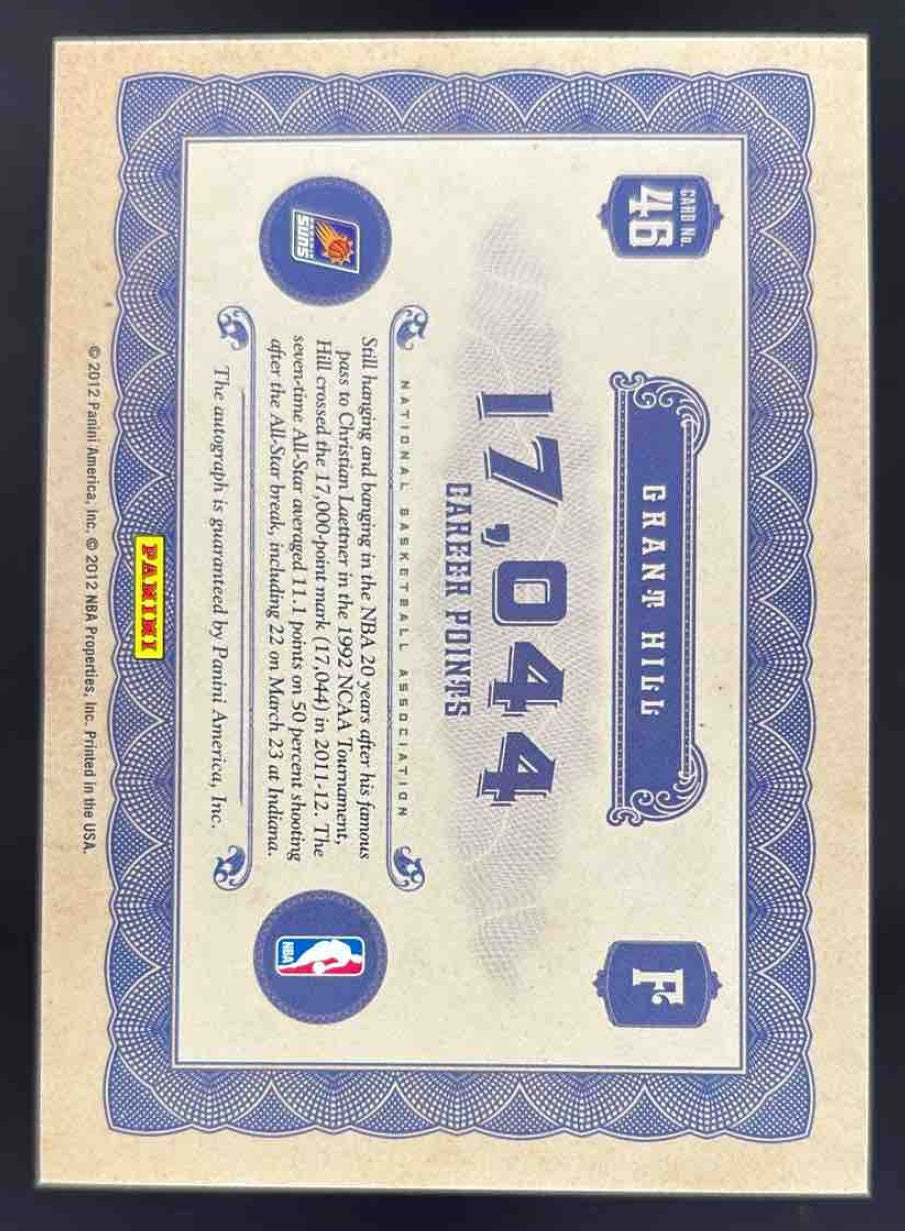 CARD No.
46
GRANT HILL
F
17,044
CAREER POINTS
NATIONAL BASKETBALL ASSOCIATION
Still hanging and banging in the NBA 20 years after his famous
pass to Christian Laettner in the 1992 NCAA Tournament,
Hill crossed the 17,000-point mark (17,044) in 2011-12. The
seven-time All-Star averaged 11.1 points on 50 percent shooting
after the All-Star break, including 22 on March 23 at Indiana.
SUNS
NBA
The autograph is guaranteed by Panini America, Inc.
PANINI
© 2012 Panini America, Inc. © 2012 NBA Properties, Inc. Printed in the USA.